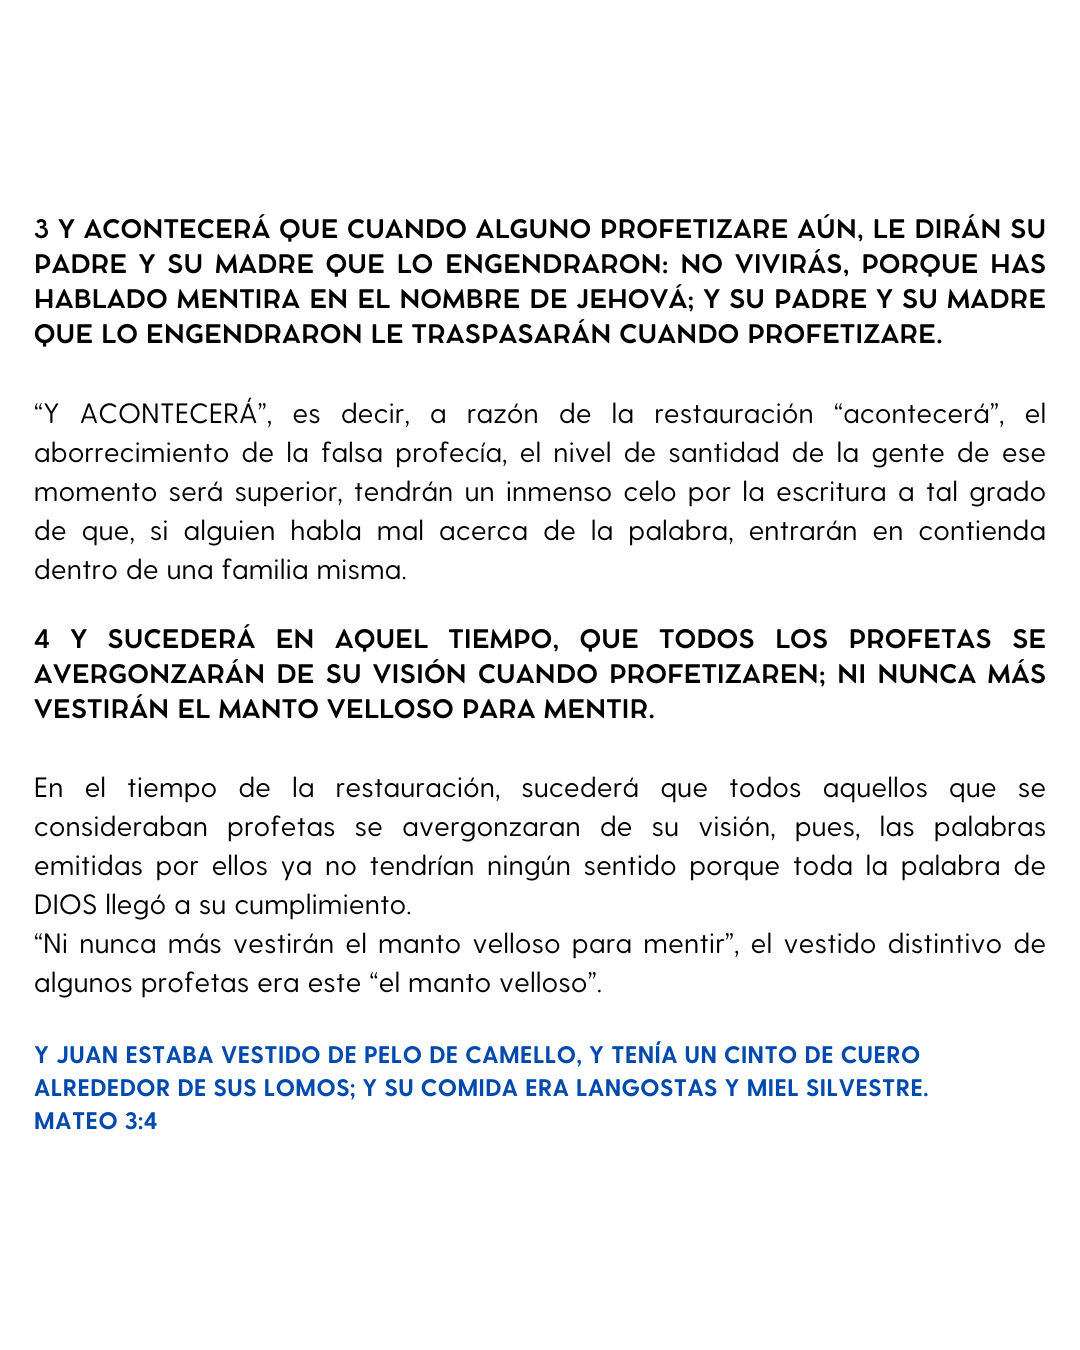 3 Y ACONTECERÁ QUE CUANDO ALGUNO PROFETIZARE AÚN, LE DIRÁN SU
PADRE Y SU MADRE QUE LO ENGENDRARON: NO VIVIRÁS, PORQUE HAS
HABLADO MENTIRA EN EL NOMBRE DE JEHOVÁ; Y SU PADRE Y SU MADRE
QUE LO ENGENDRARON LE TRASPASARÁN CUANDO PROFETIZARE.
“Y ACONTECERÁ”, es decir, a razón de la restauración “acontecerá”, el
aborrecimiento de la falsa profecía, el nivel de santidad de la gente de ese
momento será superior, tendrán un inmenso celo por la escritura a tal grado
de que, si alguien habla mal acerca de la palabra, entrarán en contienda
dentro de una familia misma.
4 Y SUCEDERÁ EN AQUEL TIEMPO, QUE TODOS LOS PROFETAS SE
AVERGONZARÁN DE SU VISIÓN CUANDO PROFETIZAREN; NI NUNCA MÁS
VESTIRÁN EL MANTO VELLOSO PARA MENTIR.
En el tiempo de la restauración, sucederá que todos aquellos que se
consideraban profetas se avergonzaran de su visión, pues, las palabras
emitidas por ellos ya no tendrían ningún sentido porque toda la palabra de
DIOS llegó a su cumplimiento.
“Ni nunca más vestirán el manto velloso para mentir”, el vestido distintivo de
algunos profetas era este “el manto velloso”.
Y JUAN ESTABA VESTIDO DE PELO DE CAMELLO, Y TENÍA UN CINTO DE CUERO
ALREDEDOR DE SUS LOMOS; Y SU COMIDA ERA LANGOSTAS Y MIEL SILVESTRE.
MATEO 3:4